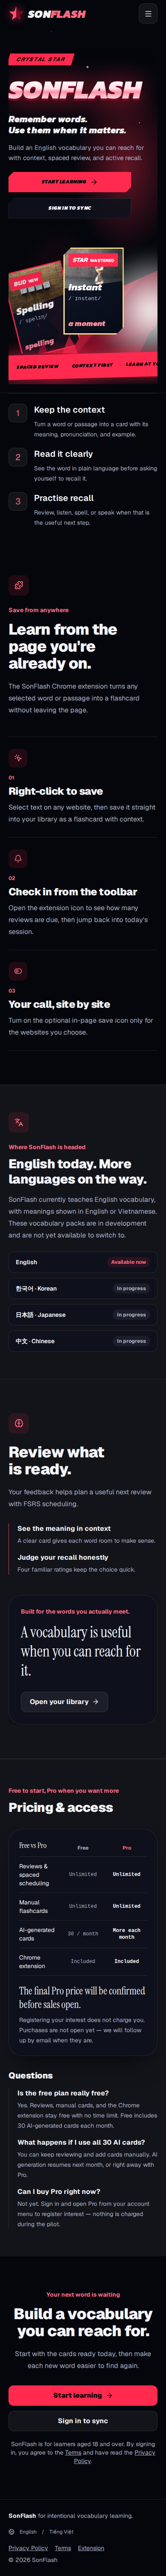 SONFLASH
CRYSTAL STAR
SONFLASH
Remember words.
Use them when it matters.
Build an English vocabulary you can reach for
with context, spaced review, and active recall.
START LEARNING →
SIGN IN TO SYNC
BUD NEW
Spelling
/ˈspelɪŋ/
spelling
STAR MASTERED
Instant
/ˈɪnstənt/
a moment
SPACED REVIEW
CONTEXT FIRST
LEARN AT
1
Keep the context
Turn a word or passage into a card with its
meaning, pronunciation, and example.
2
Read it clearly
See the word in plain language before asking
yourself to recall it.
3
Practise recall
Review, listen, spell, or speak when that is
the useful next step.
Save from anywhere
Learn from the
page you're
already on.
The SonFlash Chrome extension turns any
selected word or passage into a flashcard
without leaving the page.
01
Right-click to save
Select text on any website, then save it straight
into your library as a flashcard with context.
02
Check in from the toolbar
Open the extension icon to see how many
reviews are due, then jump back into today's
session.
03
Your call, site by site
Turn on the optional in-page save icon only for
the websites you choose.
Where SonFlash is headed
English today. More
languages on the way.
SonFlash currently teaches English vocabulary,
with meanings shown in English or Vietnamese.
These vocabulary packs are in development
and are not yet available to switch to.
English
Available now
한국어 · Korean
In progress
日本語 · Japanese
In progress
中文 · Chinese
In progress
Review what
is ready.
Your feedback helps plan a useful next review
with FSRS scheduling.
See the meaning in context
A clear card gives each word room to make sense.
Judge your recall honestly
Four familiar ratings keep the choice quick.
Built for the words you actually meet.
A vocabulary is useful
when you can reach for
it.
Open your library →
Free to start, Pro when you want more
Pricing & access
Free vs Pro
Free
Pro
Reviews &
spaced
scheduling
Unlimited
Unlimited
Manual
flashcards
Unlimited
Unlimited
AI-generated
cards
30 / month
More each
month
Chrome
extension
Included
Included
The final Pro price will be confirmed
before sales open.
Registering your interest does not charge you.
Purchases are not open yet — we will follow
up by email when they are.
Questions
Is the free plan really free?
Yes. Reviews, manual cards, and the Chrome
extension stay free with no time limit. Free includes
30 AI-generated cards each month.
What happens if I use all 30 AI cards?
You can keep reviewing and add cards manually. AI
generation resumes next month, or right away with
Pro.
Can I buy Pro right now?
Not yet. Sign in and open Pro from your account
menu to register interest — nothing is charged
during the pilot.
Your next word is waiting
Build a vocabulary
you can reach for.
Start with the cards ready today, then make
each new word easier to find again.
Start learning →
Sign in to sync
SonFlash is for learners aged 18 and over. By signing
in, you agree to the Terms and have read the Privacy
Policy.
SonFlash for intentional vocabulary learning.
English / Tiếng Việt
Privacy Policy Terms Extension
© 2026 SonFlash